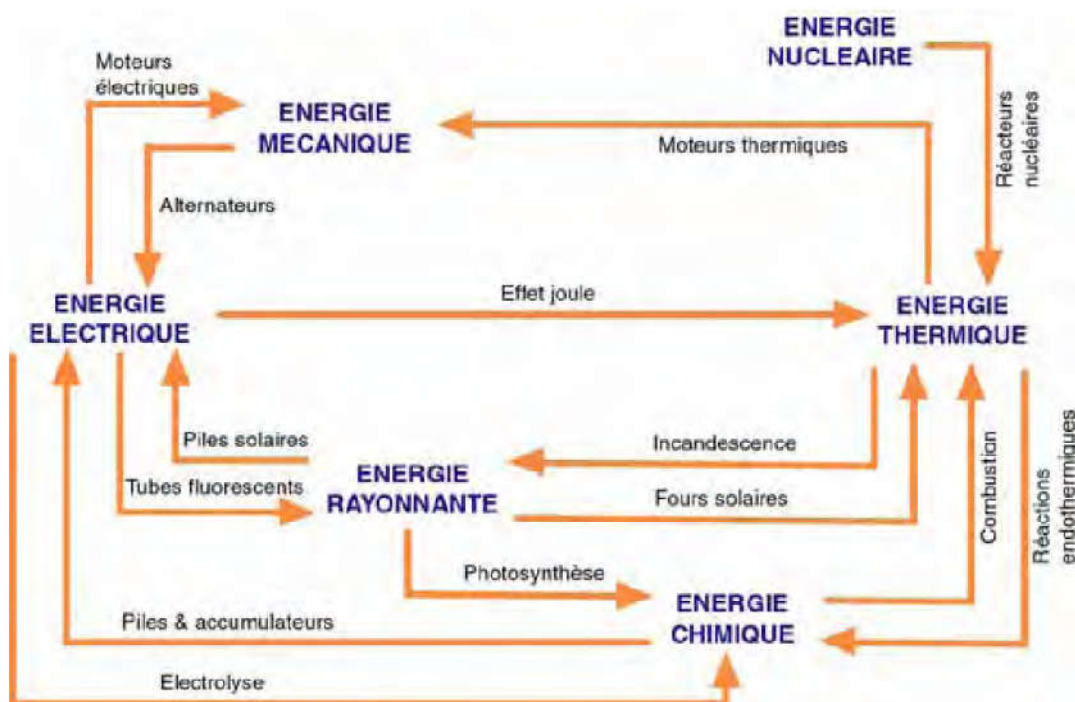 ENERGIE
NUCLEAIRE
Moteurs
électriques
ENERGIE
MECANIQUE
Moteurs thermiques
Réacteurs
nucléaires
Alternateurs
ENERGIE
ELECTRIQUE
Effet joule
ENERGIE
THERMIQUE
Piles solaires
Incandescence
Tubes fluorescents
ENERGIE
RAYONNANTE
Fours solaires
Combustion
Réactions
endothermiques
Photosynthèse
ENERGIE
CHIMIQUE
Piles & accumulateurs
Electrolyse